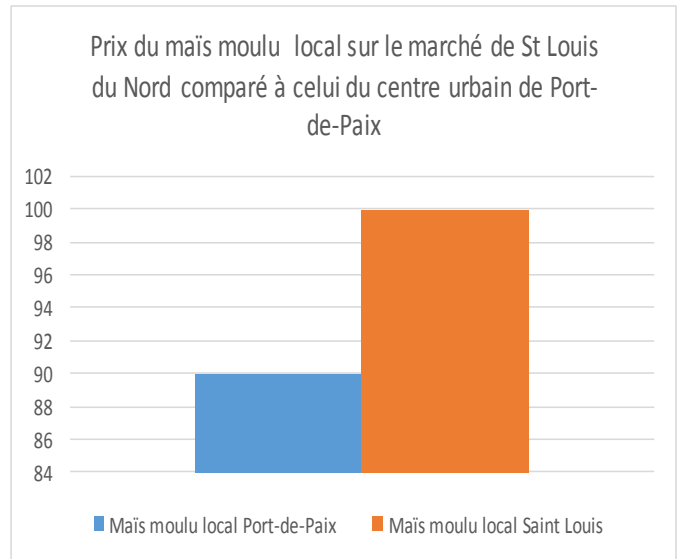 Prix du maïs moulu local sur le marché de St Louis
du Nord comparé à celui du centre urbain de Port-
de-Paix
102
100
98
96
94
92
90
88
86
84
Maïs moulu local Port-de-Paix
Maïs moulu local Saint Louis